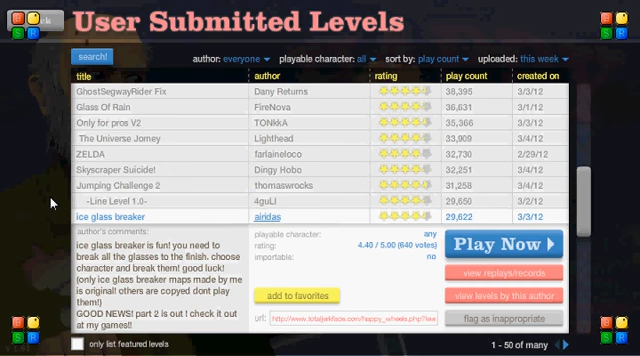 User Submitted Levels
search! author: everyone playable character: all sort by: play count uploaded: this week
title author rating play count created on
GhostSegwayRider Fix Dany Returns 38,395 3/3/12
Glass Of Rain FireNova 36,631 3/1/12
Only for pros V2 TONkkA 35,366 3/3/12
The Universe Jorney Lighthead 33,909 3/4/12
ZELDA farlaineloco 32,730 2/29/12
Skyscraper Suicide! Dingy Hobo 32,251 3/4/12
Jumping Challenge 2 thomaswrocks 31,258 3/4/12
-Line Level 1.0- 4guLI 29,650 3/2/12
ice glass breaker airidas 29,622 3/3/12
author's comments:
ice glass breaker is fun! you need to
break all the glasses to the finish. choose
character and break them! good luck!
(only ice glass breaker maps made by me
is original! others are copyed dont play
them!)
GOOD NEWS! part 2 is out ! check it out
at my games!!
playable character: any
rating: 4.40 / 5.00 (640 votes)
importable: no
add to favorites
url: http://www.totaljerkface.com/happy_wheels.php?
Play Now
view replays/records
view levels by this author
flag as inappropriate
only list featured levels
1 - 50 of many